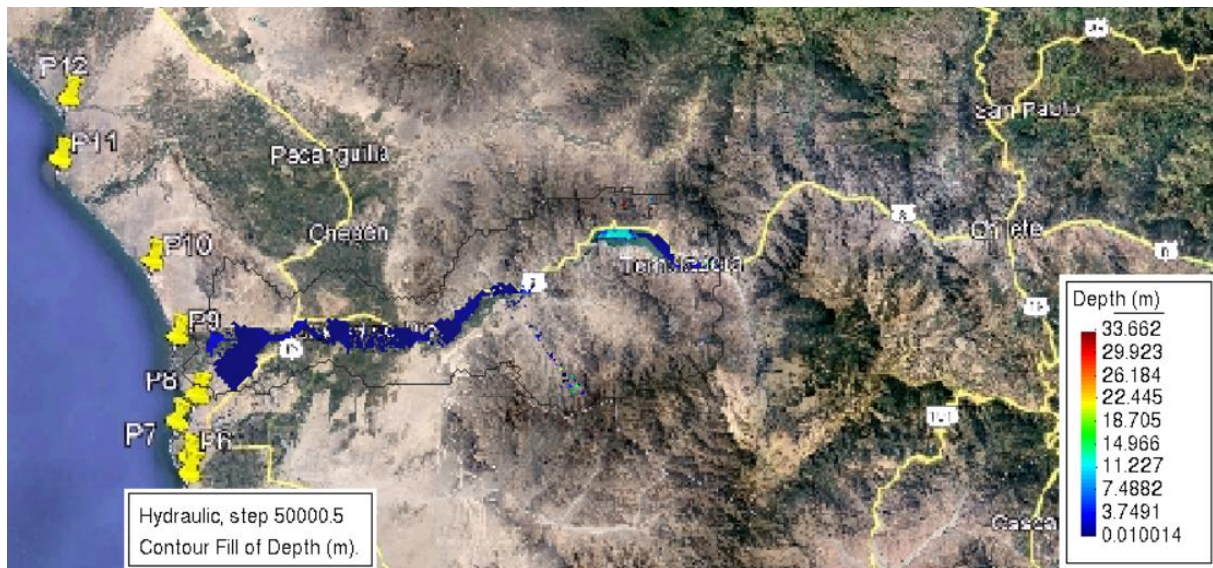 P12
P11
Pacanguilla
San Pablo
P10
Chepén
8
Chilete
8
P9
P8
P7
P6
Depth (m)
33.662
29.923
26.184
22.445
18.705
14.966
11.227
7.4882
3.7491
0.010014
Hydraulic, step 50000.5
Contour Fill of Depth (m).